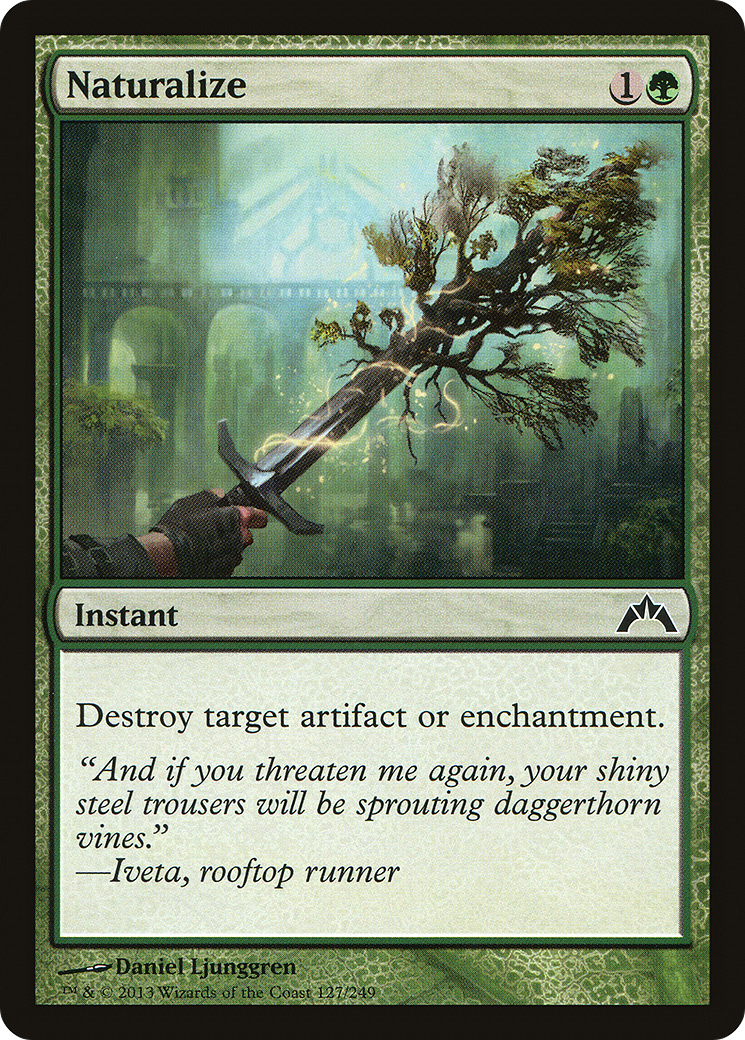 Naturalize 1
Instant
Destroy target artifact or enchantment.
“And if you threaten me again, your shiny
steel trousers will be sprouting daggerthorn
vines.”
—Iveta, rooftop runner
Daniel Ljunggren
™ & © 2013 Wizards of the Coast 127/249